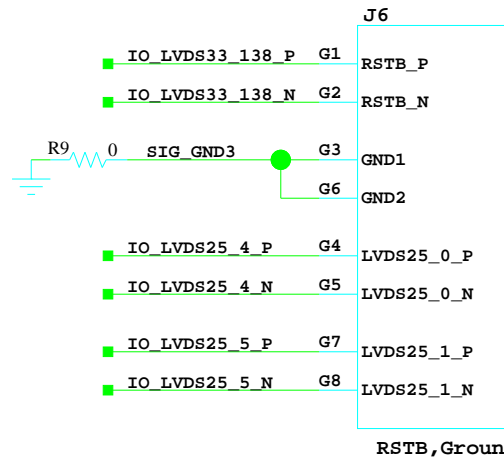 J6
IO_LVDS33_138_P G1 RSTB_P
IO_LVDS33_138_N G2 RSTB_N
R9 0 SIG_GND3 G3 GND1
G6 GND2
IO_LVDS25_4_P G4 LVDS25_0_P
IO_LVDS25_4_N G5 LVDS25_0_N
IO_LVDS25_5_P G7 LVDS25_1_P
IO_LVDS25_5_N G8 LVDS25_1_N
RSTB,Groun